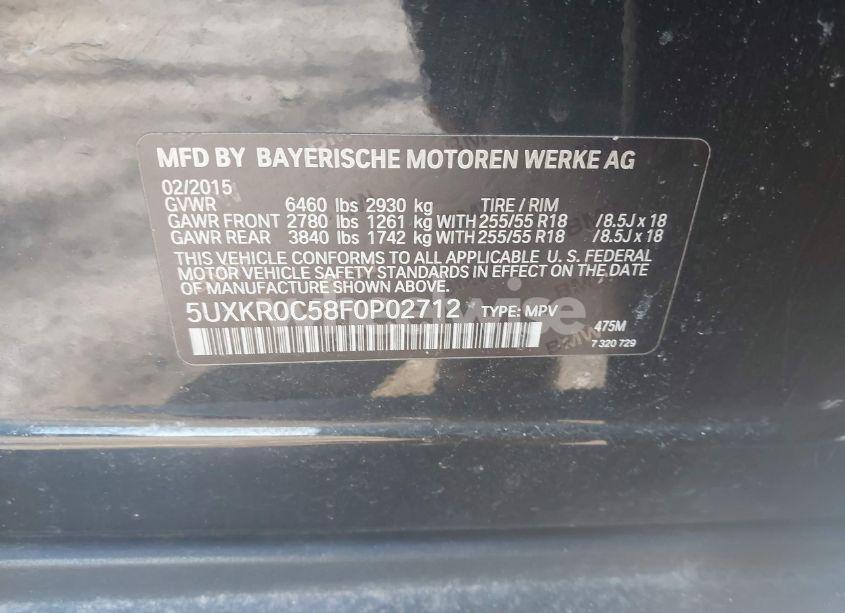 MFD BY BAYERISCHE MOTOREN WERKE AG
02/2015
GVWR 6460 lbs 2930 kg TIRE / RIM
GAWR FRONT 2780 lbs 1261 kg WITH 255/55 R18 /8.5J x 18
GAWR REAR 3840 lbs 1742 kg WITH 255/55 R18 /8.5J x 18
THIS VEHICLE CONFORMS TO ALL APPLICABLE U. S. FEDERAL
MOTOR VEHICLE SAFETY STANDARDS IN EFFECT ON THE DATE
OF MANUFACTURE SHOWN ABOVE.
5UXKR0C58F0P02712 TYPE: MPV
475M
7 320 729